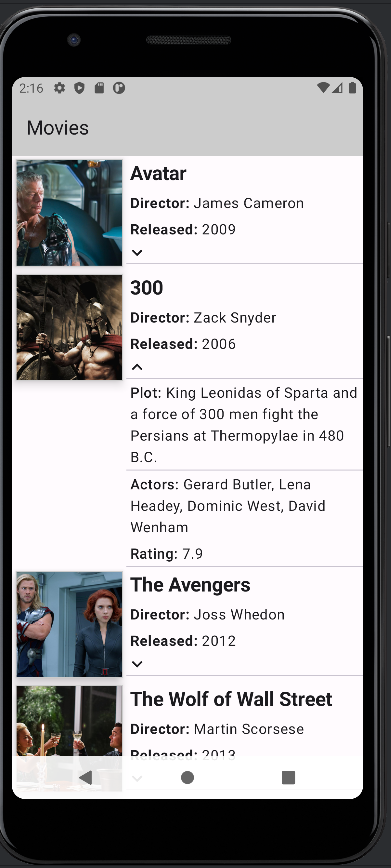 2:16
Movies
Avatar
Director: James Cameron
Released: 2009
300
Director: Zack Snyder
Released: 2006
Plot: King Leonidas of Sparta and
a force of 300 men fight the
Persians at Thermopylae in 480
B.C.
Actors: Gerard Butler, Lena
Headey, Dominic West, David
Wenham
Rating: 7.9
The Avengers
Director: Joss Whedon
Released: 2012
The Wolf of Wall Street
Director: Martin Scorsese
Released: 2013